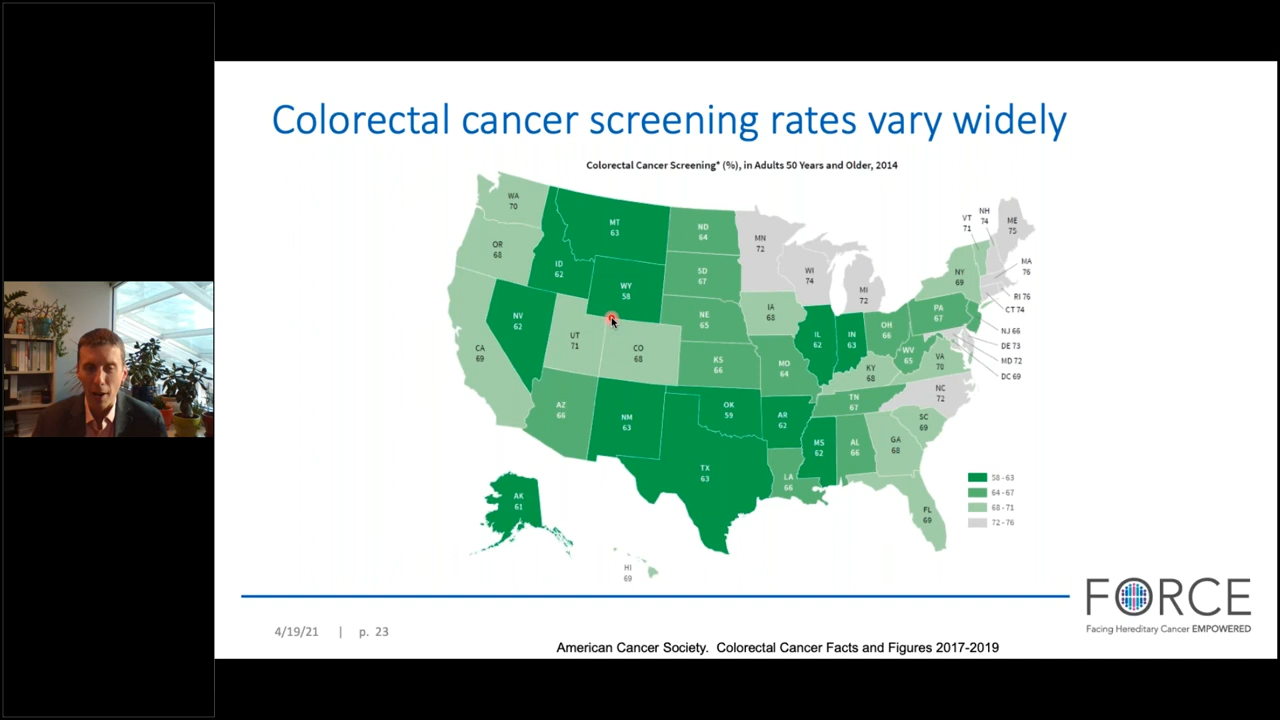 Colorectal cancer screening rates vary widely
Colorectal Cancer Screening* (%), in Adults 50 Years and Older, 2014
WA
70
OR
68
CA
69
NV
62
ID
62
MT
63
WY
58
UT
71
CO
68
AZ
66
NM
63
ND
64
SD
67
NE
65
KS
66
OK
59
TX
63
MN
72
IA
68
MO
64
AR
62
LA
66
WI
74
IL
62
MS
62
MI
72
IN
63
OH
66
KY
68
TN
67
AL
66
GA
68
FL
69
SC
69
NC
72
VA
70
WV
65
PA
67
NY
69
VT
71
NH
74
ME
75
MA
76
RI 76
CT 74
NJ 66
DE 73
MD 72
DC 69
AK
61
HI
69
58 - 63
64 - 67
68 - 71
72 - 76
FORCE
Facing Hereditary Cancer EMPOWERED
4/19/21 | p. 23
American Cancer Society. Colorectal Cancer Facts and Figures 2017-2019